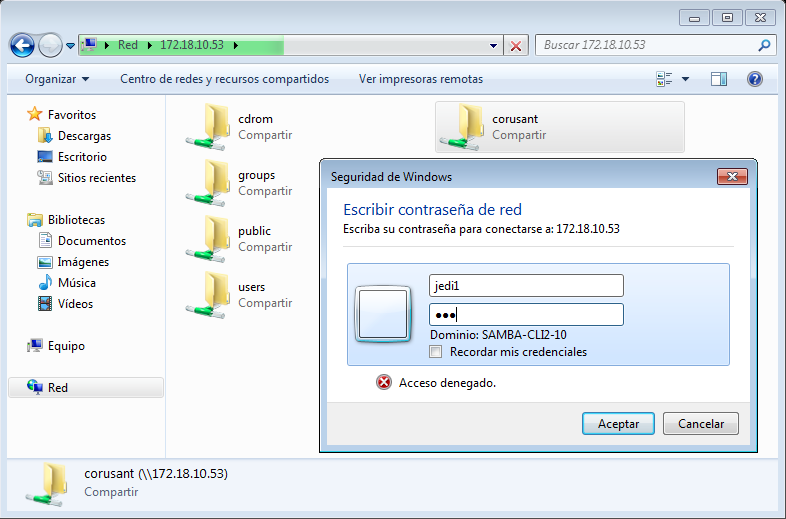 Red
172.18.10.53
Buscar 172.18.10.53
Organizar
Centro de redes y recursos compartidos
Ver impresoras remotas
Favoritos
Descargas
Escritorio
Sitios recientes
Bibliotecas
Documentos
Imágenes
Música
Vídeos
Equipo
Red
cdrom
Compartir
corusant
Compartir
groups
Compartir
public
Compartir
users
Compartir
Seguridad de Windows
Escribir contraseña de red
Escriba su contraseña para conectarse a: 172.18.10.53
jedi1
●●●
Dominio: SAMBA-CLI2-10
Recordar mis credenciales
Acceso denegado.
Aceptar
Cancelar
corusant (\\172.18.10.53)
Compartir